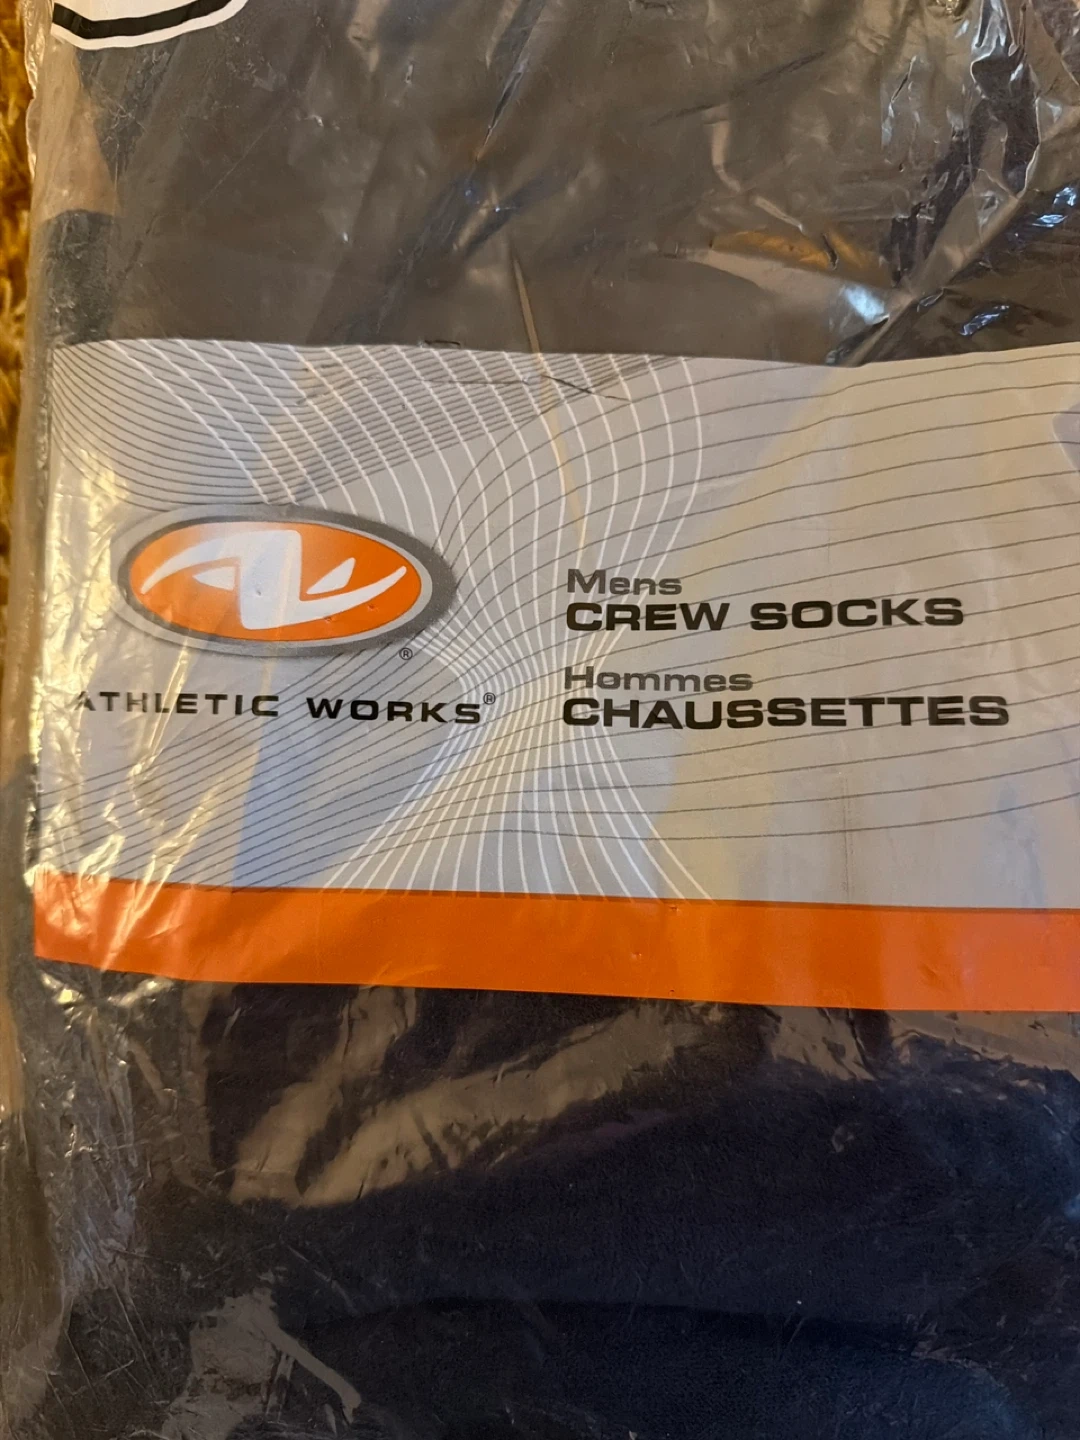 Mens
CREW SOCKS
Hommes
CHAUSSETTES
®
ATHLETIC WORKS®